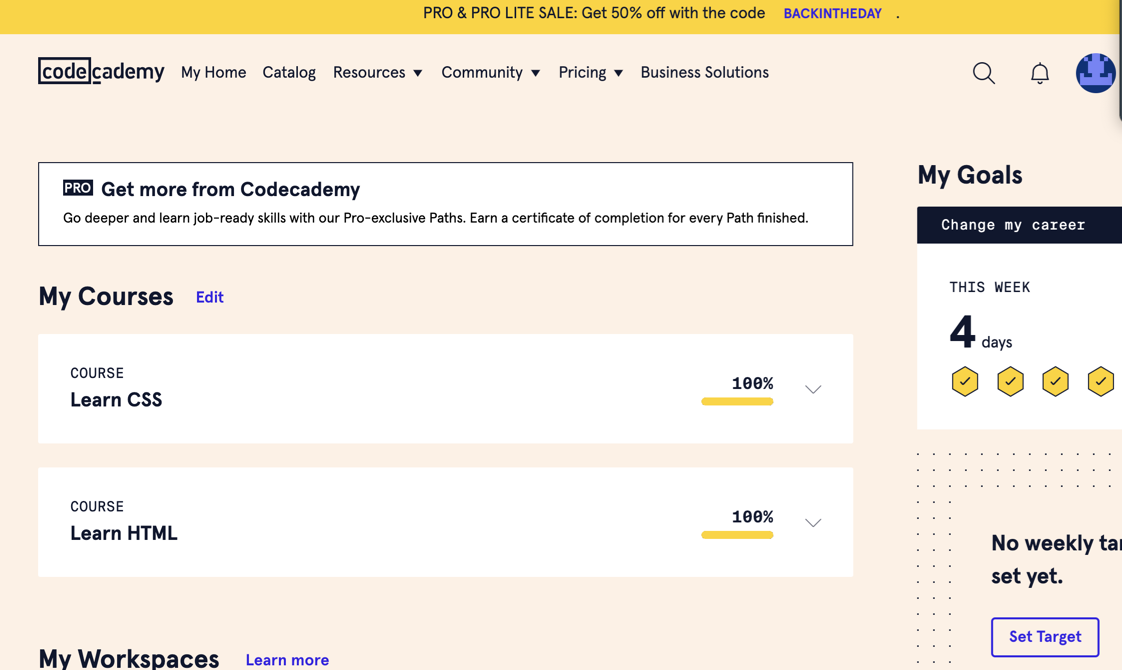 PRO & PRO LITE SALE: Get 50% off with the code BACKINTHEDAY .
codecademy My Home Catalog Resources Community Pricing Business Solutions
PRO Get more from Codecademy
Go deeper and learn job-ready skills with our Pro-exclusive Paths. Earn a certificate of completion for every Path finished.
My Courses Edit
COURSE
Learn CSS
100%
COURSE
Learn HTML
100%
My Workspaces Learn more
My Goals
Change my career
THIS WEEK
4 days
No weekly
set yet.
Set Target